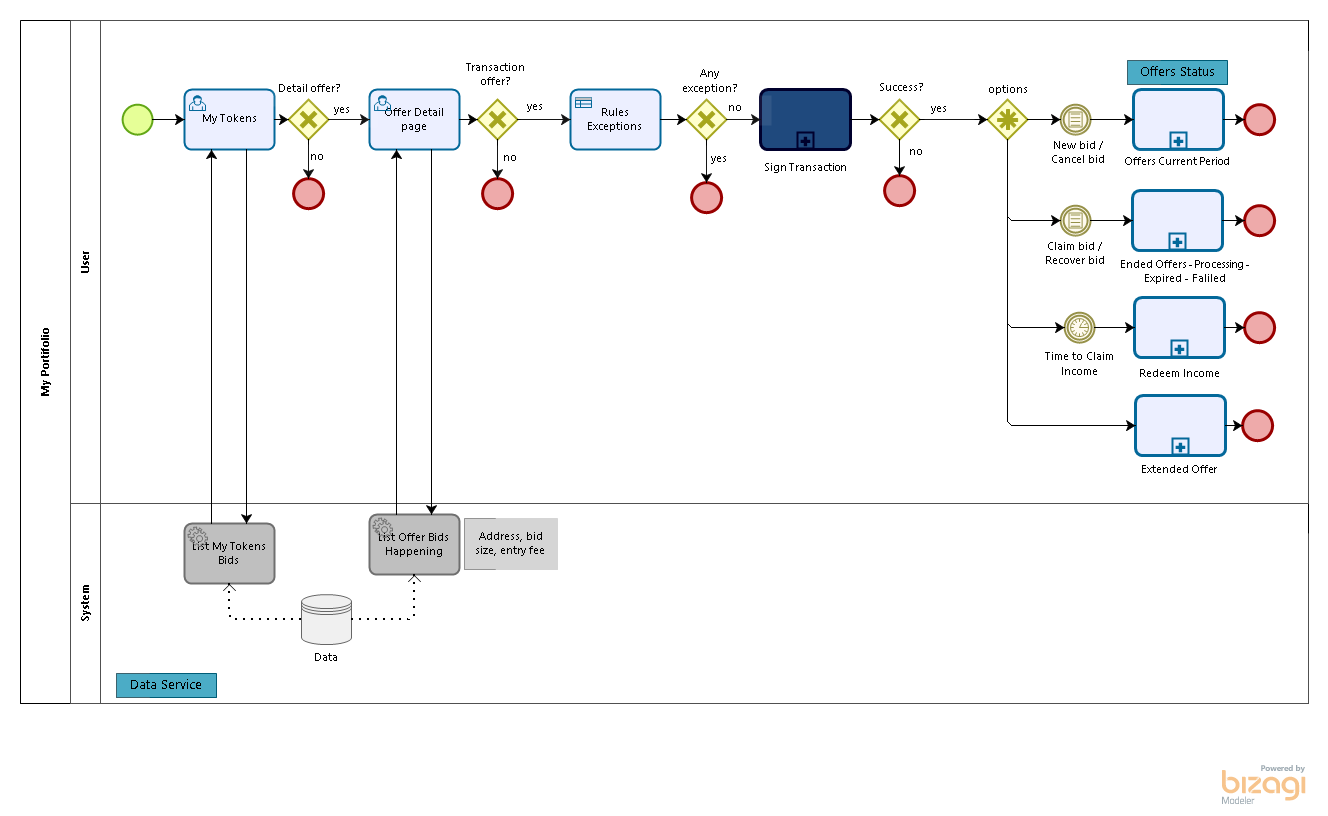 My Portifolio
User
System
Detail offer?
Transaction
offer?
Any
exception?
Success?
options
Offers Status
My Tokens
yes
no
Offer Detail
page
yes
no
Rules
Exceptions
no
yes
Sign Transaction
yes
no
New bid /
Cancel bid
Offers Current Period
Claim bid /
Recover bid
Ended Offers - Processing -
Expired - Faliled
Time to Claim
Income
Redeem Income
Extended Offer
List My Tokens
Bids
List Offer Bids
Happening
Address, bid
size, entry fee
Data
Data Service
Powered by
bizagi
Modeler